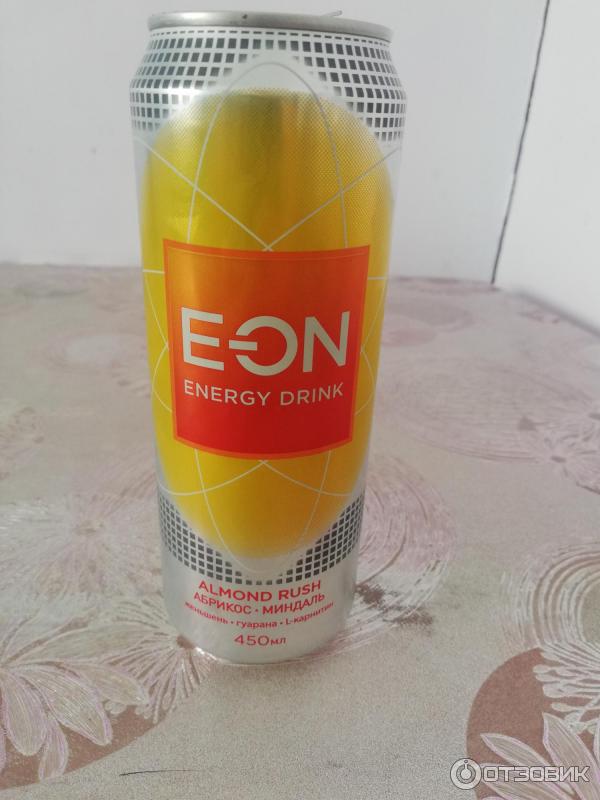 E-ON
ENERGY DRINK
ALMOND RUSH
АБРИКОС • МИНДАЛЬ
женьшень • гуарана • L-карнитин
450мл
ОТЗОВИК